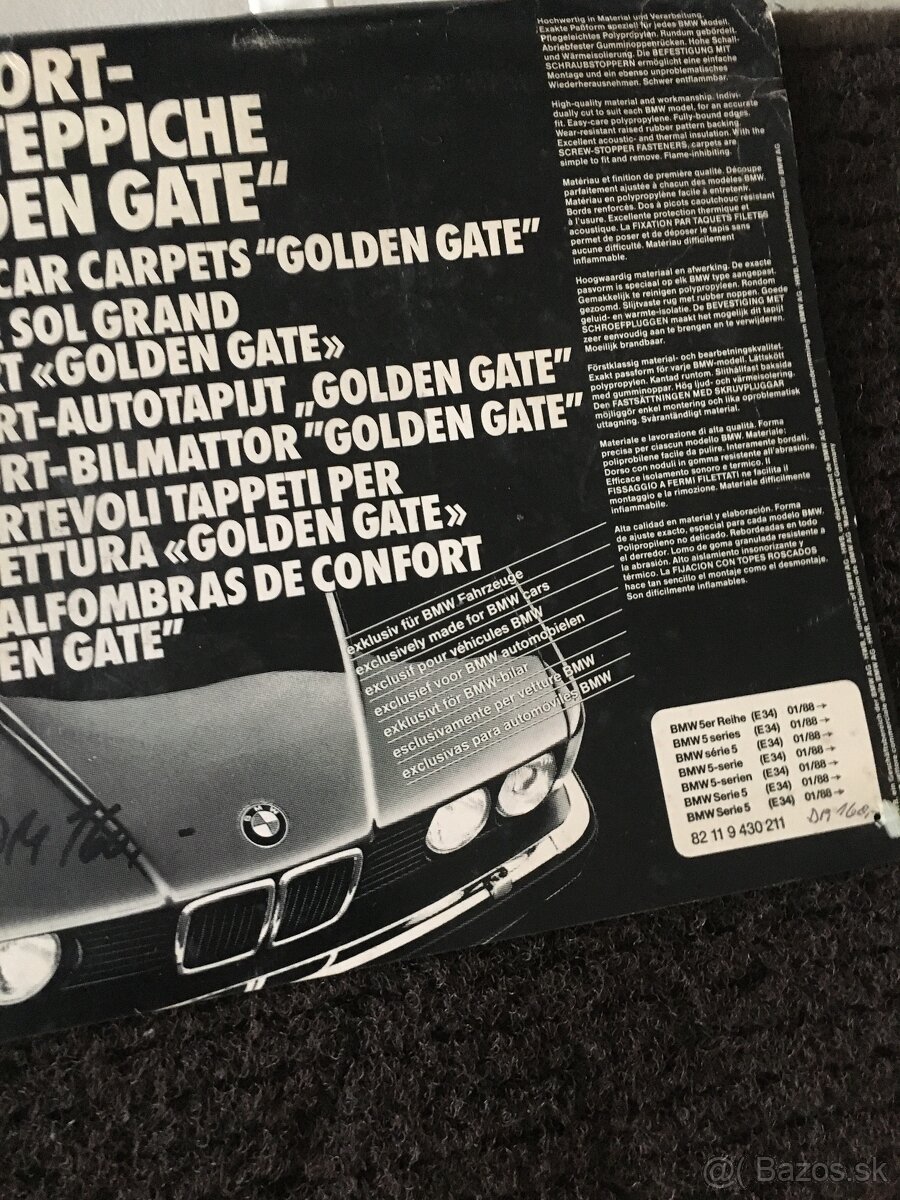 ORT-
TEPPICHE
DEN GATE“
CAR CARPETS “GOLDEN GATE”
SOL GRAND
RT «GOLDEN GATE»
RT-AUTOTAPIJT „GOLDEN GATE”
RT-BILMATTOR ”GOLDEN GATE”
RTEVOLI TAPPETI PER
ETTURA «GOLDEN GATE»
ALFOMBRAS DE CONFORT
EN GATE”
exklusiv für BMW Fahrzeuge
exclusively made for BMW cars
exclusif pour véhicules BMW
exclusief voor BMW automobielen
exklusivt för BMW-bilar
esclusivamente per vetture BMW
exclusivas para automóviles BMW
BMW
DM 160,
Hochwertig in Material und Verarbeitung.
Exakte Paßform speziell für jedes BMW Modell.
Pflegeleichtes Polypropylen. Rundum gebördelt.
Abriebfester Gumminoppenrücken. Hohe Schall-
und Wärmeisolierung. Die BEFESTIGUNG MIT
SCHRAUBSTOPPERN ermöglicht eine einfache
Montage und ein ebenso unproblematisches
Wiederherausnehmen. Schwer entflammbar.
High-quality material and workmanship. Indivi-
dually cut to suit each BMW model, for an accurate
fit. Easy-care polypropylene. Fully-bound edges.
Wear-resistant raised rubber pattern backing.
Excellent acoustic- and thermal insulation. With the
SCREW-STOPPER FASTENERS, carpets are
simple to fit and remove. Flame-inhibiting.
Matériau et finition de première qualité. Découpe
parfaitement ajustée à chacun des modèles BMW.
Matériau en polypropylène facile à entretenir.
Bords renforcés. Dos à picots caoutchouc résistant
à l'usure. Excellente protection thermique et
acoustique. La FIXATION PAR TAQUETS FILETÉS
permet de poser et de déposer le tapis sans
aucune difficulté. Matériau difficilement
inflammable.
Hoogwaardig materiaal en afwerking. De exacte
pasvorm is speciaal op elk BMW type aangepast.
Gemakkelijk te reinigen polypropyleen. Rondom
gezoomd. Slijtvaste rug met rubber noppen. Goede
geluid- en warmte-isolatie. De BEVESTIGING MET
SCHROEFPLUGGEN maakt het mogelijk dit tapijt
zeer eenvoudig aan te brengen en te verwijderen.
Moeilijk brandbaar.
Förstklassig material- och bearbetningskvalitet.
Exakt passform för varje BMW-modell. Lättskött
polypropylen. Kantad runtom. Slithållfast baksida
med gumminoppar. Hög ljud- och värmeisolering.
Den FASTSÄTTNINGEN MED SKRUVPLUGGAR
möjliggör enkel montering och lika oproblematisk
uttagning. Svårantändligt material.
Materiale e lavorazione di alta qualità. Forma
precisa per ciascun modello BMW. Materiale:
polipropilene facile da pulire. Interamente bordati.
Dorso con noduli in gomma resistente all'abrasione.
Efficace isolamento sonoro e termico. Il
FISSAGGIO A FERMI FILETTATI ne facilita il
montaggio e la rimozione. Materiale difficilmente
infiammabile.
Alta calidad en material y elaboración. Forma
de ajuste exacto, especial para cada modelo BMW.
Polipropileno no delicado. Rabordeadas en todo
el derredor. Lomo de goma granulada resistente a
la abrasión. Alto aislamiento insonorizante y
térmico. La FIJACION CON TOPES ROSCADOS
hace tan sencillo el montaje como el desmontaje.
Son dificilmente inflamables.
BMW 5er Reihe (E34) 01/88→
BMW 5 series (E34) 01/88→
BMW série 5 (E34) 01/88→
BMW 5-serie (E34) 01/88→
BMW 5-serien (E34) 01/88→
BMW Serie 5 (E34) 01/88→
BMW Serie 5 (E34) 01/88→
82 11 9 430 211
DM 160,
Bazos.sk